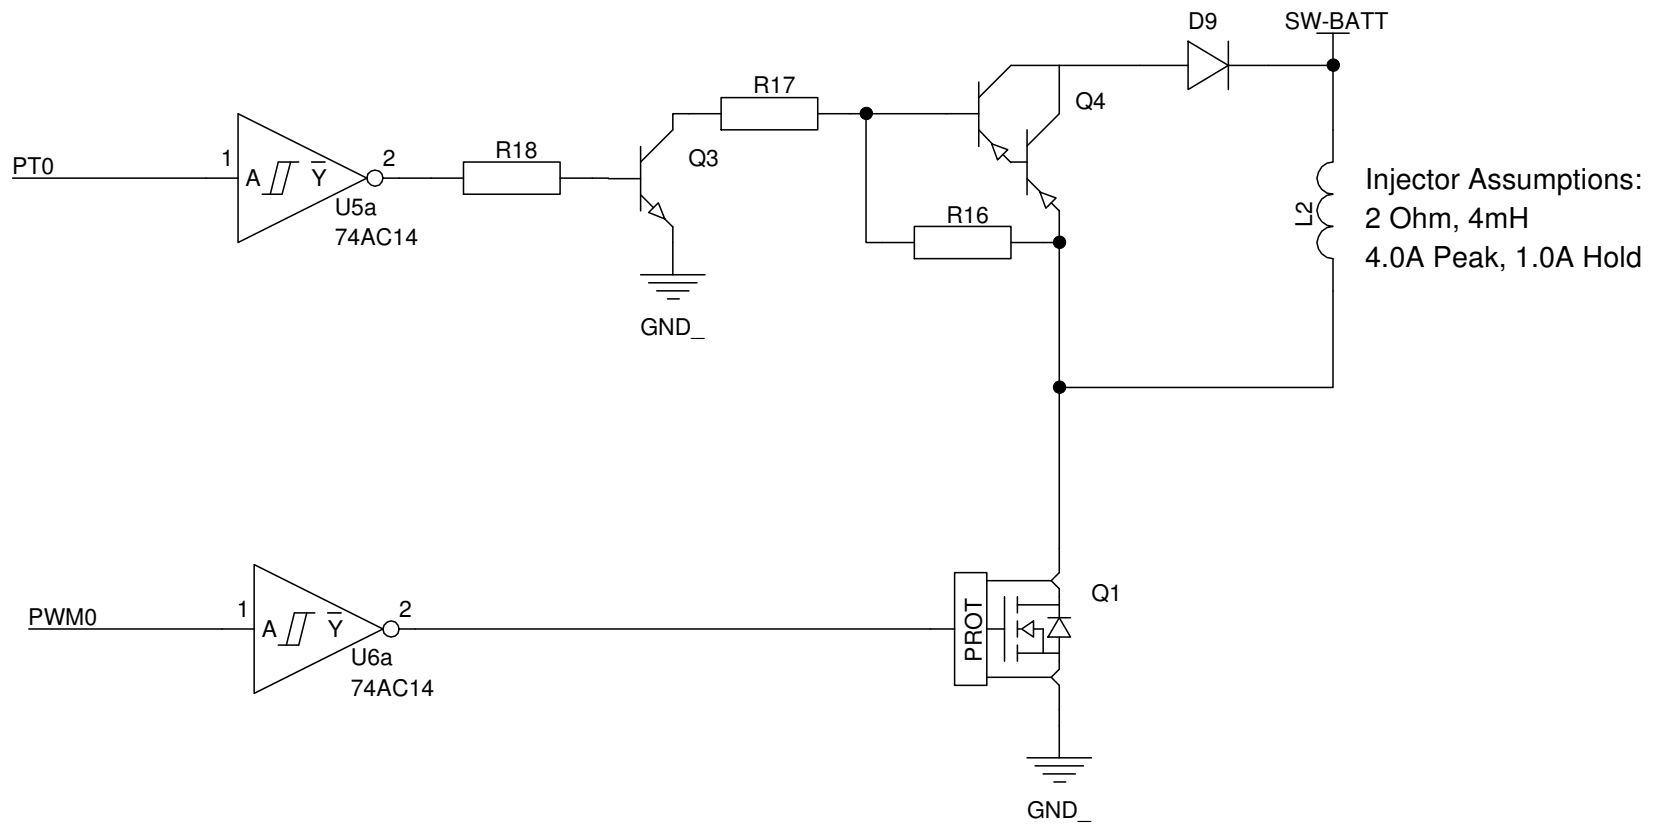 D9
SW-BATT
R17
Q4
1
PT0
A
Y
2
R18
Q3
U5a
74AC14
R16
L2
Injector Assumptions:
2 Ohm, 4mH
4.0A Peak, 1.0A Hold
GND_
1
PWM0
A
Y
2
U6a
74AC14
PROT
Q1
GND_